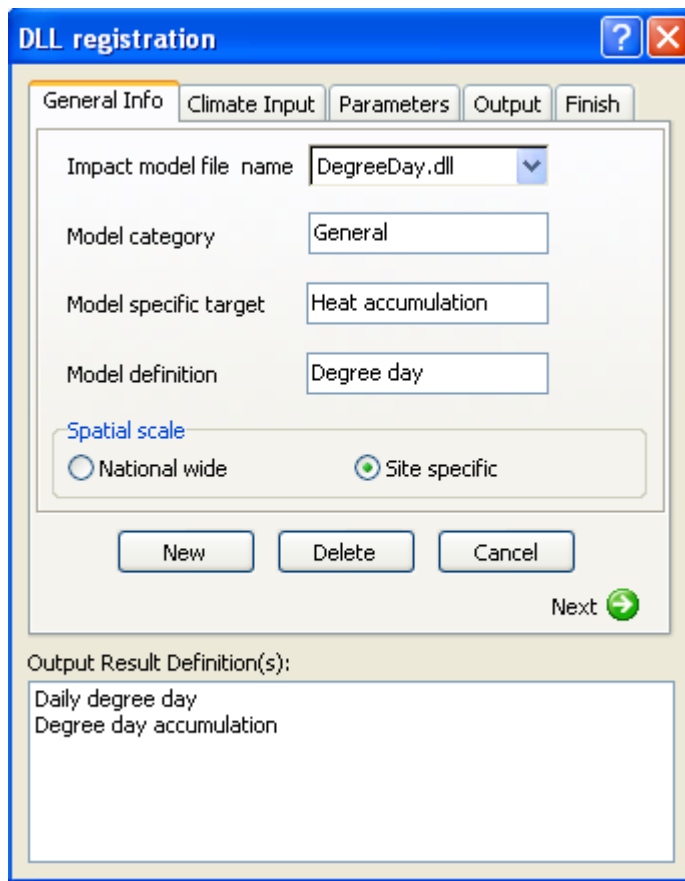 DLL registration
General Info Climate Input Parameters Output Finish
Impact model file name DegreeDay.dll
Model category General
Model specific target Heat accumulation
Model definition Degree day
Spatial scale
National wide Site specific
New Delete Cancel
Next
Output Result Definition(s):
Daily degree day
Degree day accumulation